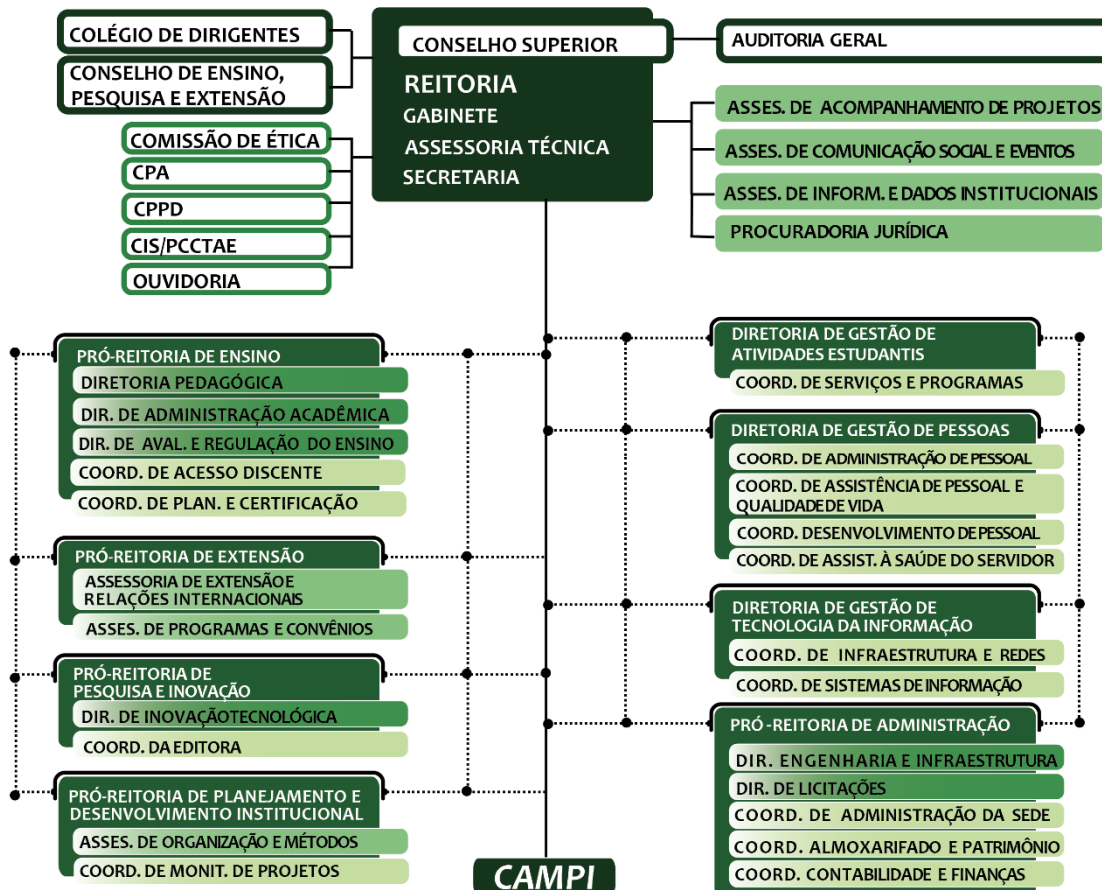 COLÉGIO DE DIRIGENTES
CONSELHO DE ENSINO,
PESQUISA E EXTENSÃO
COMISSÃO DE ÉTICA
CPA
CPPD
CIS/PCCTAE
OUVIDORIA
CONSELHO SUPERIOR
REITORIA
GABINETE
ASSESSORIA TÉCNICA
SECRETARIA
AUDITORIA GERAL
ASSES. DE ACOMPANHAMENTO DE PROJETOS
ASSES. DE COMUNICAÇÃO SOCIAL E EVENTOS
ASSES. DE INFORM. E DADOS INSTITUCIONAIS
PROCURADORIA JURÍDICA
PRÓ-REITORIA DE ENSINO
DIRETORIA PEDAGÓGICA
DIR. DE ADMINISTRAÇÃO ACADÊMICA
DIR. DE AVAL. E REGULAÇÃO DO ENSINO
COORD. DE ACESSO DISCENTE
COORD. DE PLAN. E CERTIFICAÇÃO
PRÓ-REITORIA DE EXTENSÃO
ASSESSORIA DE EXTENSÃO E
RELAÇÕES INTERNACIONAIS
ASSES. DE PROGRAMAS E CONVÊNIOS
PRÓ-REITORIA DE
PESQUISA E INOVAÇÃO
DIR. DE INOVAÇÃO TECNOLÓGICA
COORD. DA EDITORA
PRÓ-REITORIA DE PLANEJAMENTO E
DESENVOLVIMENTO INSTITUCIONAL
ASSES. DE ORGANIZAÇÃO E MÉTODOS
COORD. DE MONIT. DE PROJETOS
DIRETORIA DE GESTÃO DE
ATIVIDADES ESTUDANTIS
COORD. DE SERVIÇOS E PROGRAMAS
DIRETORIA DE GESTÃO DE PESSOAS
COORD. DE ADMINISTRAÇÃO DE PESSOAL
COORD. DE ASSISTÊNCIA DE PESSOAL E
QUALIDADE DE VIDA
COORD. DESENVOLVIMENTO DE PESSOAL
COORD. DE ASSIST. À SAÚDE DO SERVIDOR
DIRETORIA DE GESTÃO DE
TECNOLOGIA DA INFORMAÇÃO
COORD. DE INFRAESTRUTURA E REDES
COORD. DE SISTEMAS DE INFORMAÇÃO
PRÓ-REITORIA DE ADMINISTRAÇÃO
DIR. ENGENHARIA E INFRAESTRUTURA
DIR. DE LICITAÇÕES
COORD. DE ADMINISTRAÇÃO DA SEDE
COORD. ALMOXARIFADO E PATRIMÔNIO
COORD. CONTABILIDADE E FINANÇAS
CAMPI